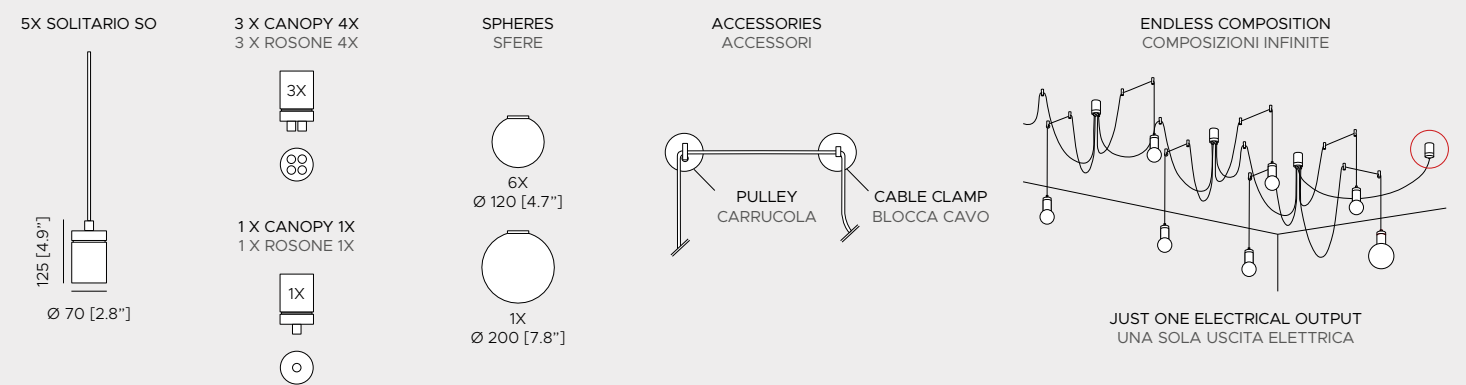 5X SOLITARIO SO
125 [4.9”]
Ø 70 [2.8”]
3 X CANOPY 4X
3 X ROSONE 4X
3X
1 X CANOPY 1X
1 X ROSONE 1X
1X
SPHERES
SFERE
6X
Ø 120 [4.7”]
1X
Ø 200 [7.8”]
ACCESSORIES
ACCESSORI
PULLEY
CARRUCOLA
CABLE CLAMP
BLOCCA CAVO
ENDLESS COMPOSITION
COMPOSIZIONI INFINITE
JUST ONE ELECTRICAL OUTPUT
UNA SOLA USCITA ELETTRICA